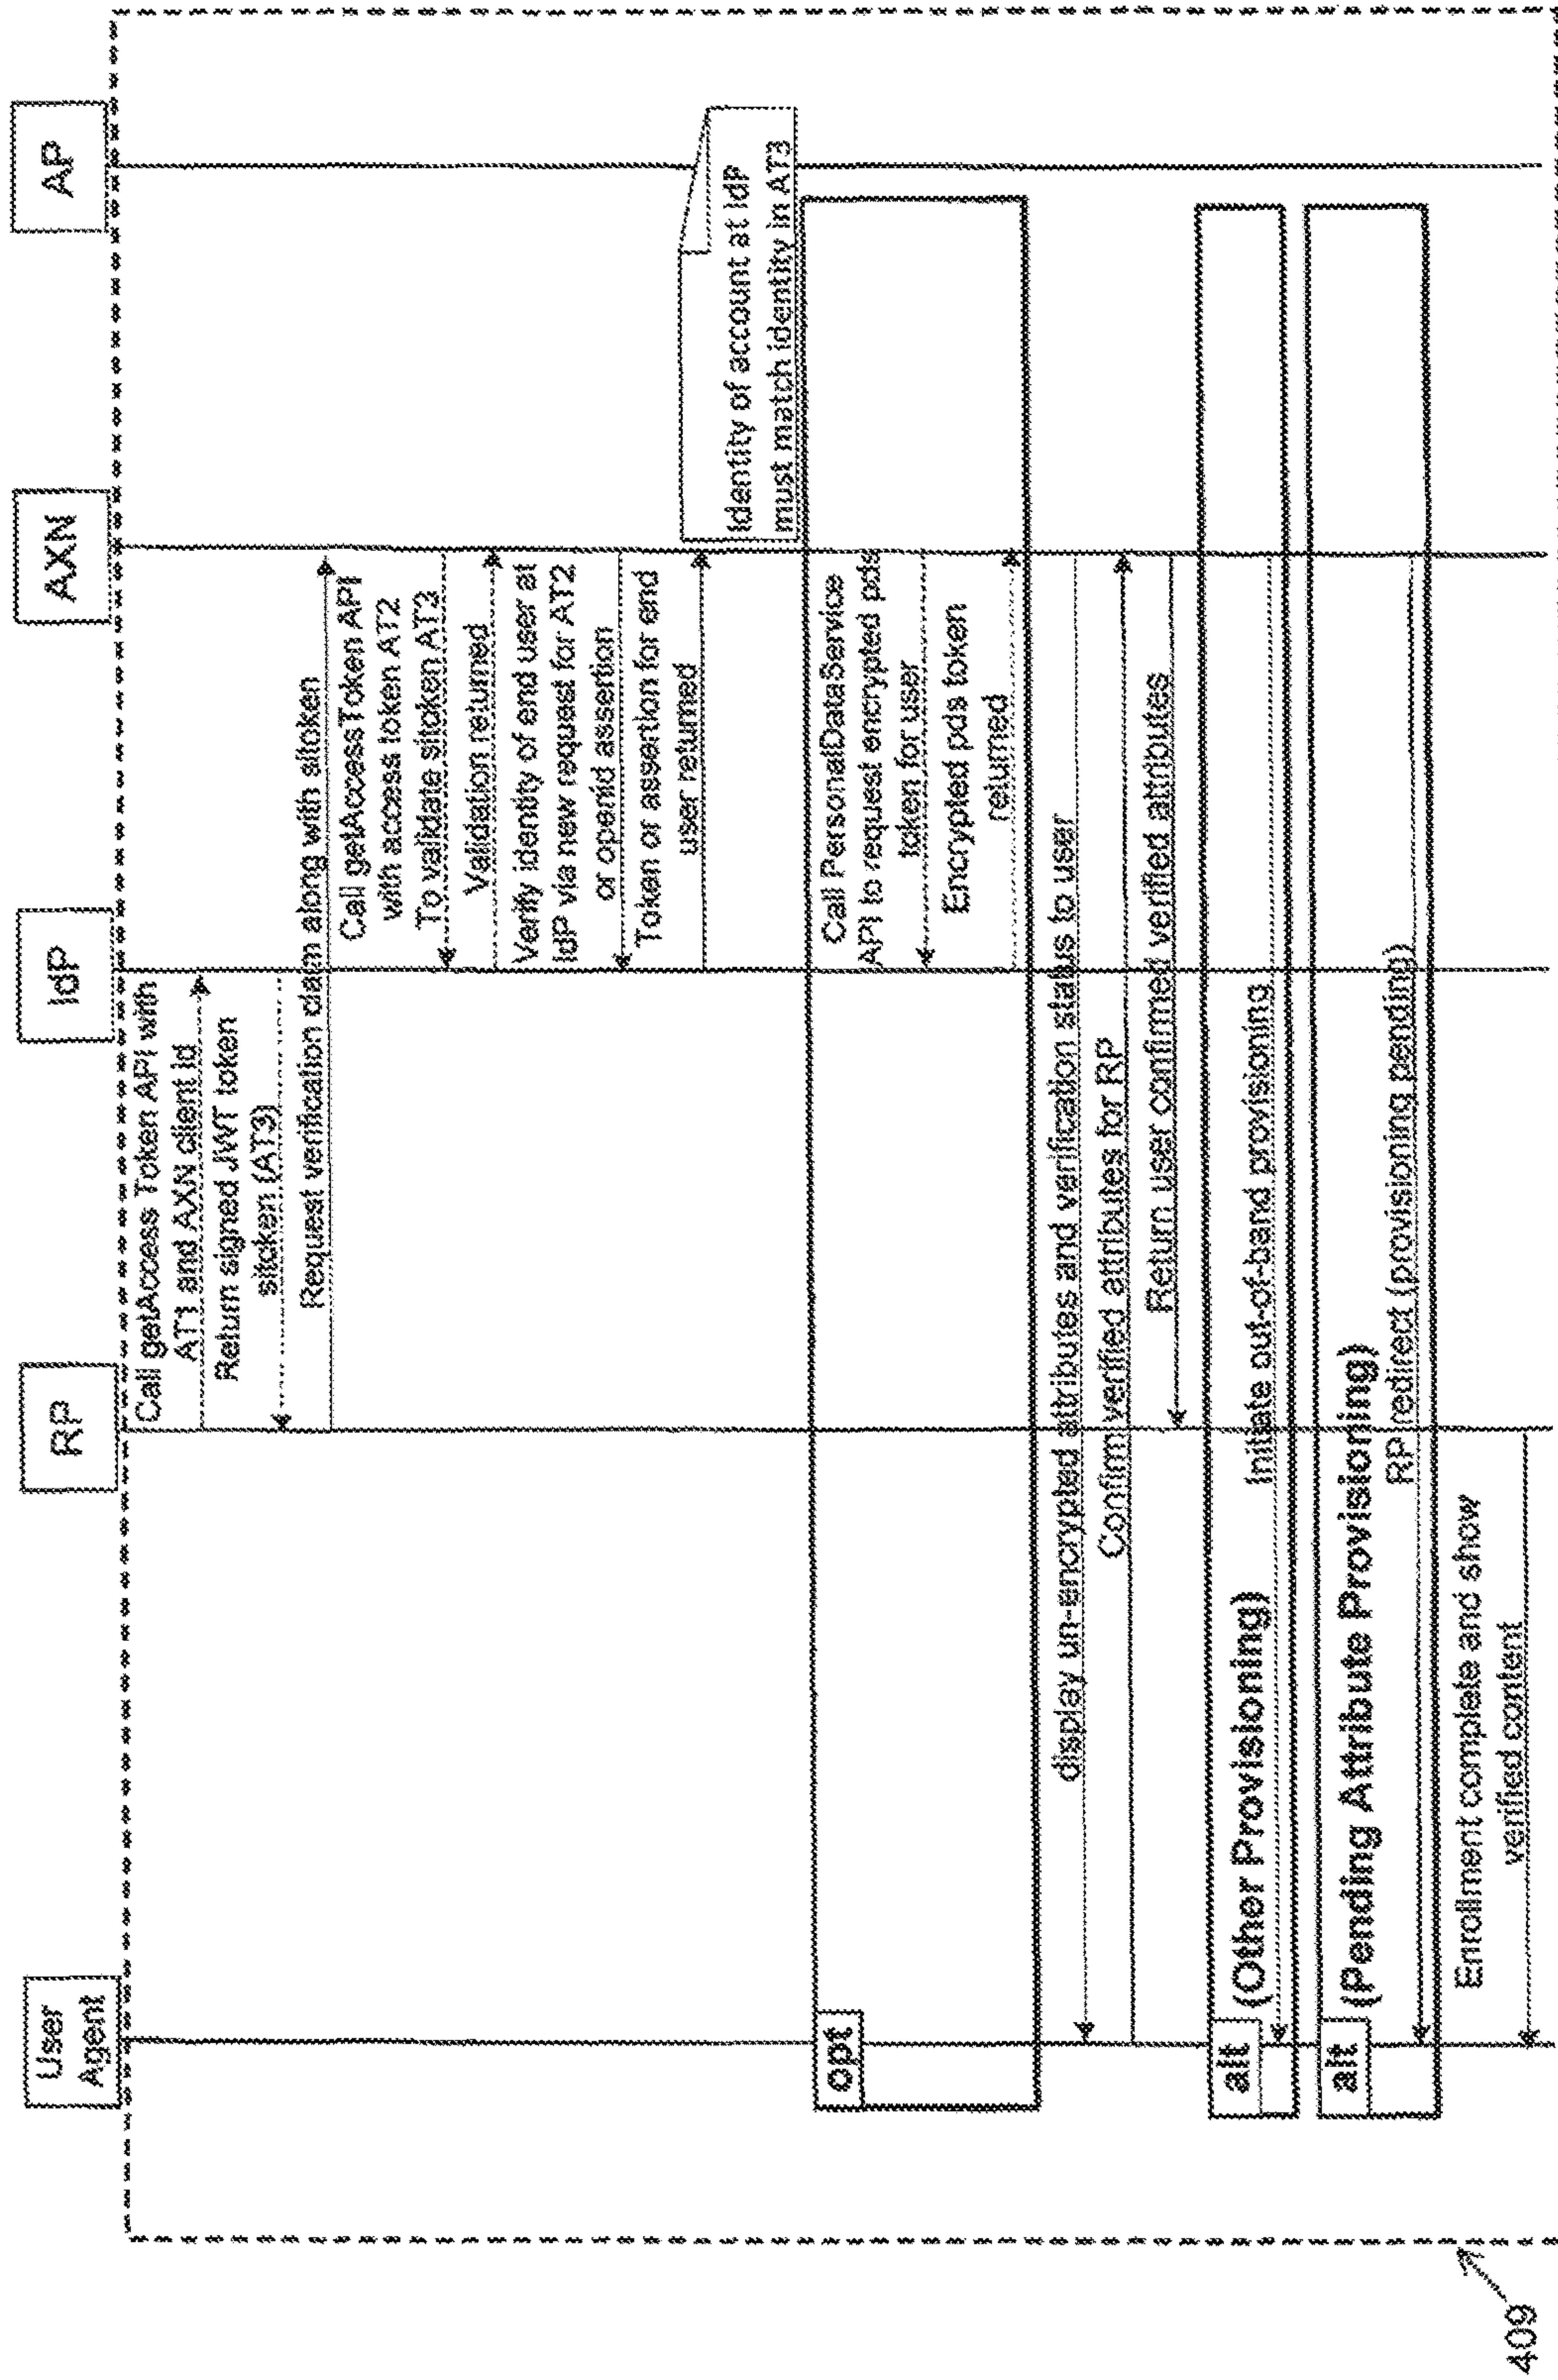 User
Agent
RP
IdP
AXN
AP
Call getAccess Token API with
AT1 and AXN client id
Return signed JWT token
sitoken (AT3)
Request verification claim along with sitoken
Call getAccessToken API
with access token AT2
To validate sitoken AT3
Validation returned
Verify identity of end user at
IdP via new request for AT2
or openid assertion
Token or assertion for end
user returned
Identity of account at IdP
must match identity in AT3
opt
Call PersonalDataService
API to request encrypted pds
token for user
Encrypted pds token
returned
display un-encrypted attributes and verification status to user
Confirm verified attributes for RP
Return user confirmed verified attributes
alt
(Other Provisioning)
Initiate out-of-band provisioning
alt
(Pending Attribute Provisioning)
RP redirect (provisioning pending)
Enrollment complete and show
verified content
409